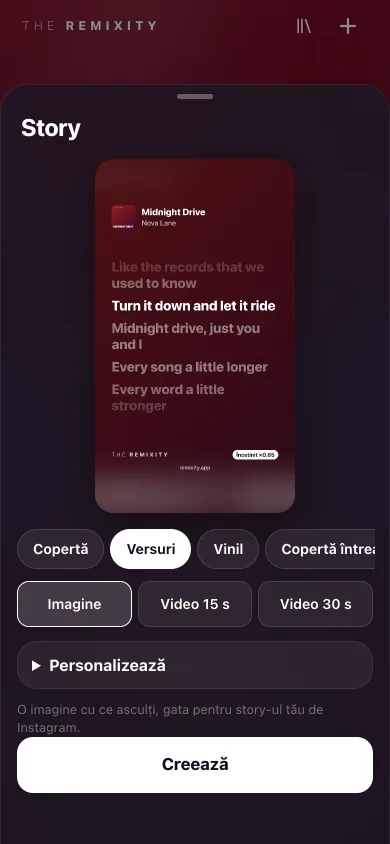 THE REMIXITY
Story
MIDNIGHT DRIVE
Midnight Drive
Nova Lane
Like the records that we
used to know
Turn it down and let it ride
Midnight drive, just you
and I
Every song a little longer
Every word a little
stronger
THE REMIXITY
Încetinit ×0.85
remixity.app
Copertă
Versuri
Vinil
Copertă întrea
Imagine
Video 15 s
Video 30 s
Personalizează
O imagine cu ce asculți, gata pentru story-ul tău de
Instagram.
Creează